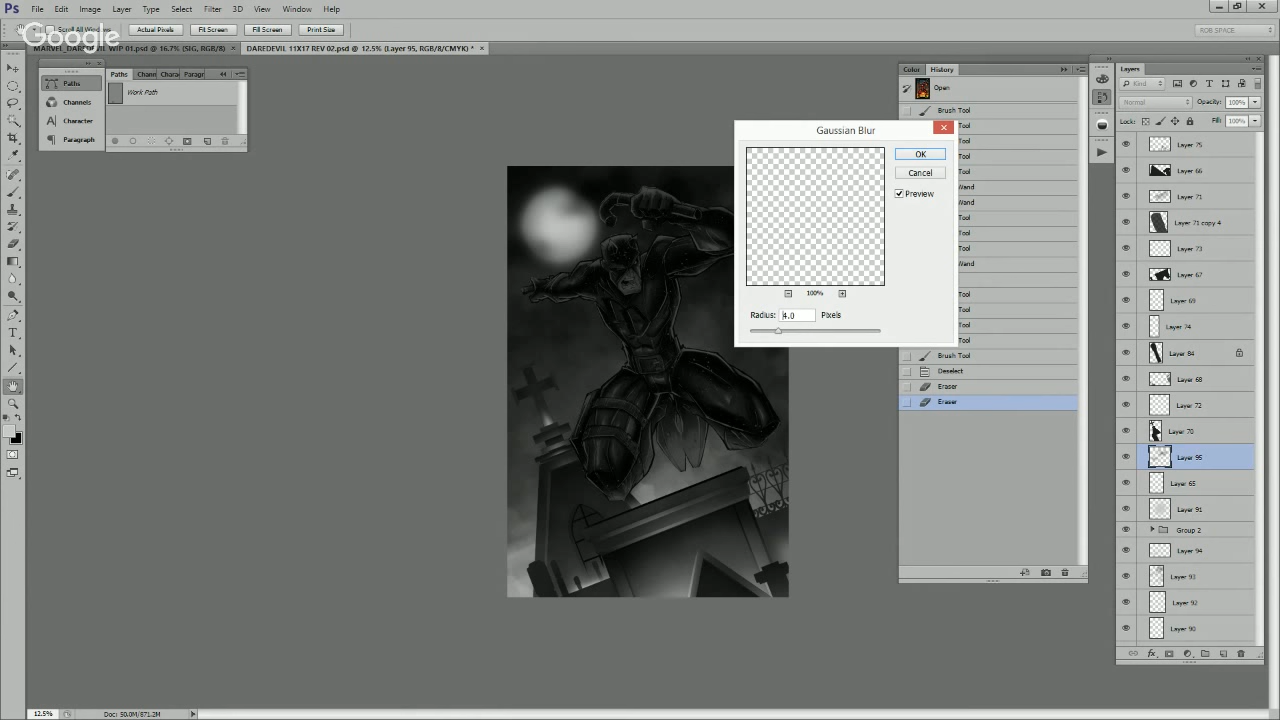 Ps File Edit Image Layer Type Select Filter 3D View Window Help
Scroll All Windows Actual Pixels Fit Screen Fill Screen Print Size RGB SPACE
Google
MARVEL_DAREDEVIL WIP 01.psd @ 16.7% (SIG, RGB/8) × DAREDEVIL 11X17 REV 02.psd @ 12.5% (Layer 95, RGB/8/CMYK) * ×
Paths
Channels
Character
Paragraph
Paths Chann Chara Paragr
Work Path
Color History
Open
Brush Tool
Tool
Tool
Tool
Tool
Wand
Wand
Tool
Tool
Tool
Wand
Tool
Tool
Tool
Tool
Brush Tool
Deselect
Eraser
Eraser
Gaussian Blur
OK
Cancel
Preview
100%
Radius: 4.0 Pixels
Layers
Kind
Normal Opacity: 100%
Lock: Fill: 100%
Layer 75
Layer 66
Layer 71
Layer 71 copy 4
Layer 73
Layer 67
Layer 69
Layer 74
Layer 84
Layer 68
Layer 72
Layer 70
Layer 95
Layer 65
Layer 91
Group 2
Layer 94
Layer 93
Layer 92
Layer 90
fx
12.5% Doc: 50.0M/871.2M